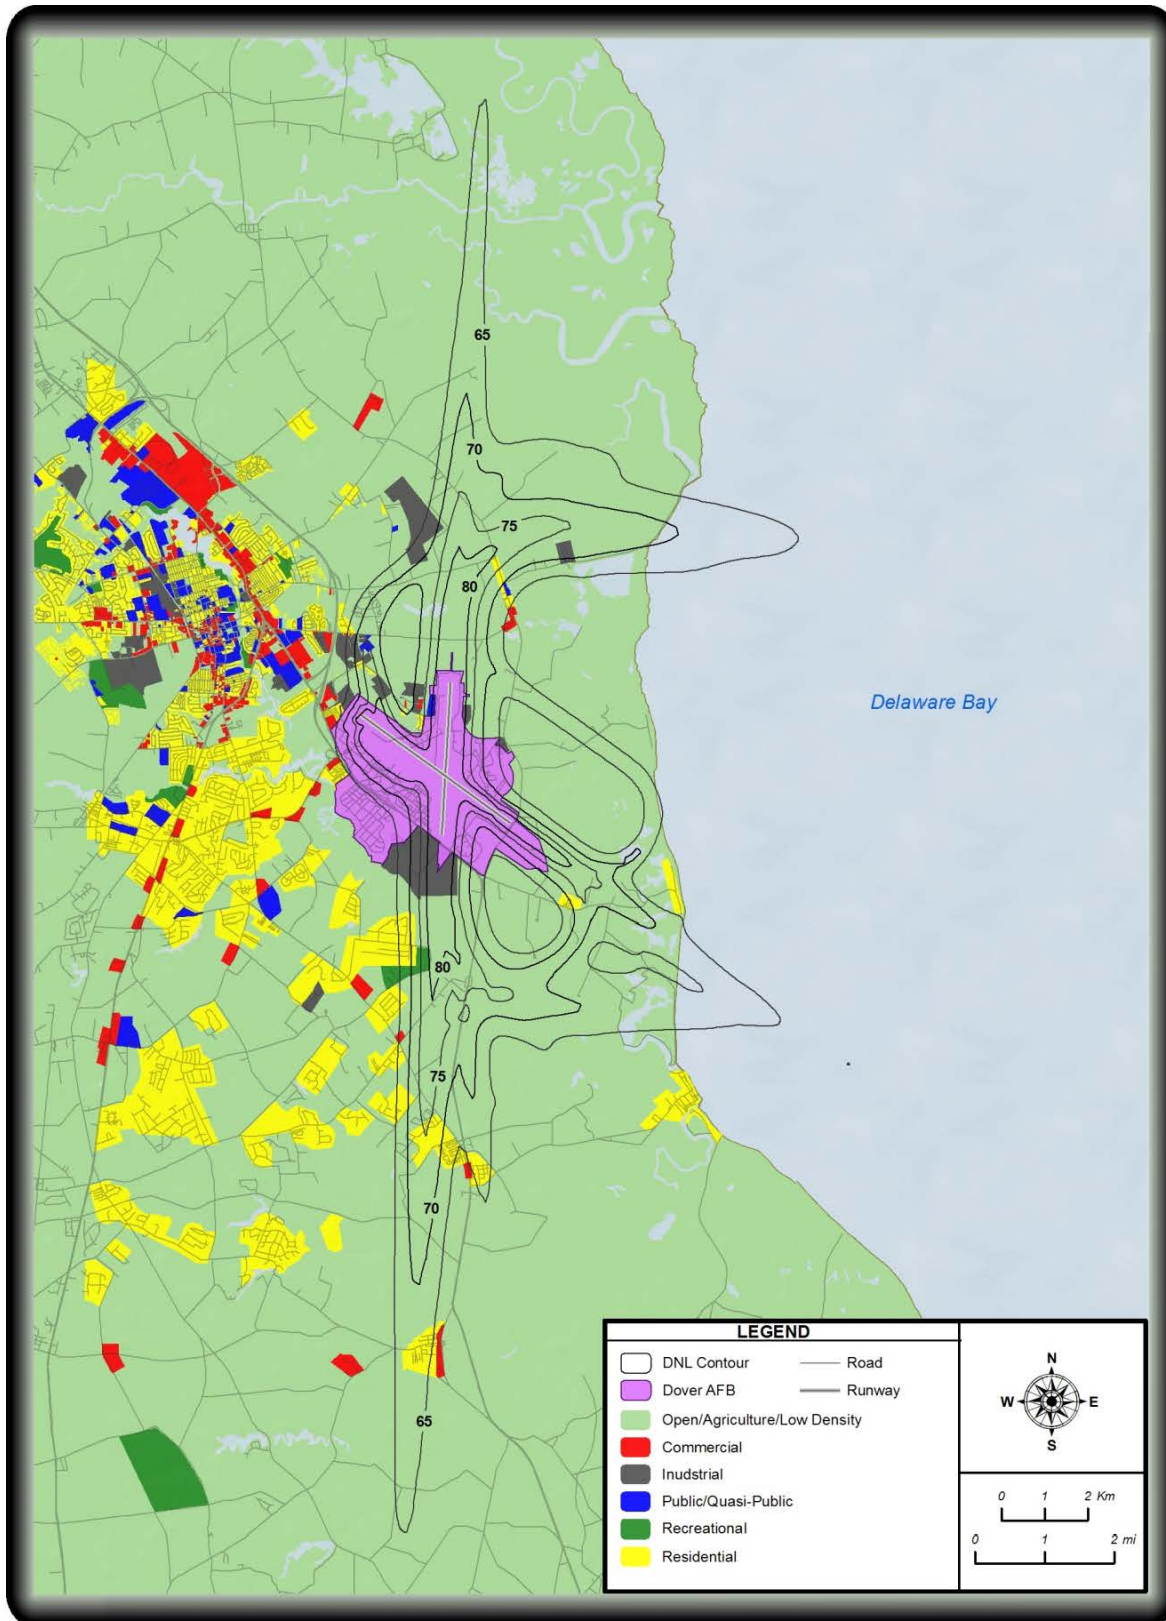 65
70
75
80
Delaware Bay
80
75
70
65
LEGEND
DNL Contour
Road
Dover AFB
Runway
Open/Agriculture/Low Density
Commercial
Inudstrial
Public/Quasi-Public
Recreational
Residential
N
W E
S
0 1 2 Km
0 1 2 mi